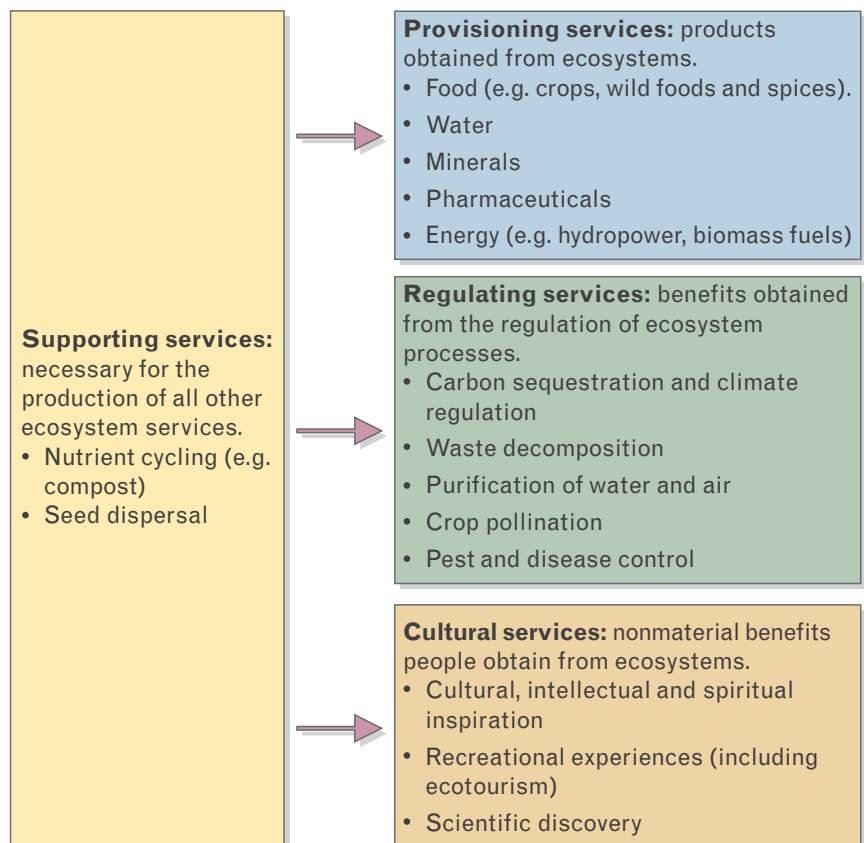 Supporting services:
necessary for the
production of all other
ecosystem services.
• Nutrient cycling (e.g.
compost)
• Seed dispersal
Provisioning services: products
obtained from ecosystems.
• Food (e.g. crops, wild foods and spices).
• Water
• Minerals
• Pharmaceuticals
• Energy (e.g. hydropower, biomass fuels)
Regulating services: benefits obtained
from the regulation of ecosystem
processes.
• Carbon sequestration and climate
regulation
• Waste decomposition
• Purification of water and air
• Crop pollination
• Pest and disease control
Cultural services: nonmaterial benefits
people obtain from ecosystems.
• Cultural, intellectual and spiritual
inspiration
• Recreational experiences (including
ecotourism)
• Scientific discovery